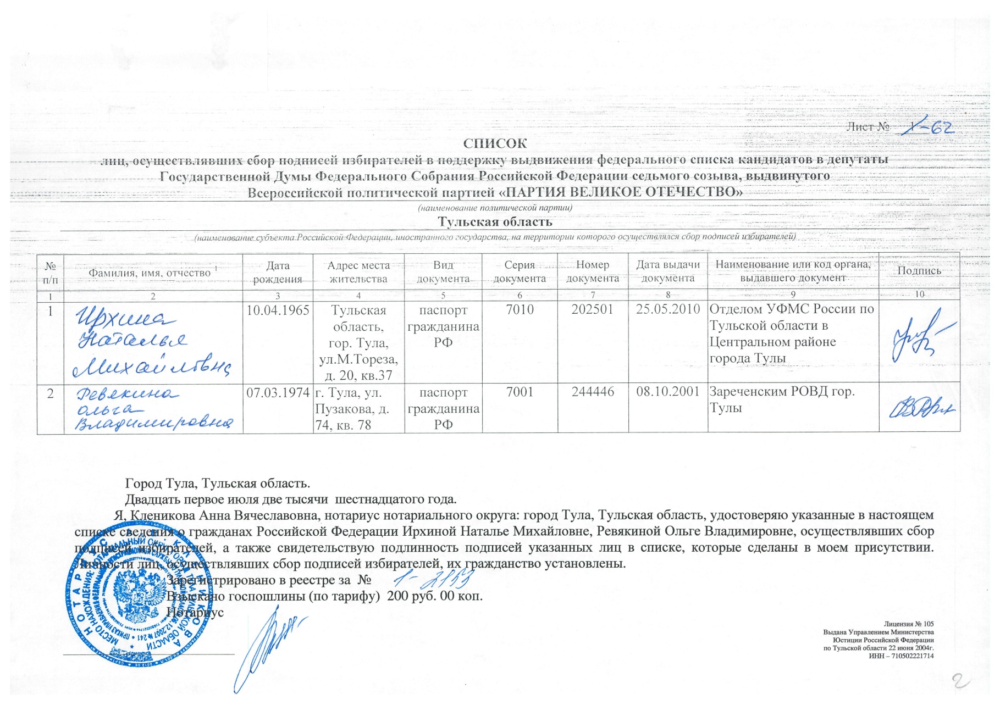 Лист № 1-62
СПИСОК
лиц, осуществлявших сбор подписей избирателей в поддержку выдвижения федерального списка кандидатов в депутаты
Государственной Думы Федерального Собрания Российской Федерации седьмого созыва, выдвинутого
Всероссийской политической партией «ПАРТИЯ ВЕЛИКОЕ ОТЕЧЕСТВО»
(наименование политической партии)
Тульская область
(наименование субъекта Российской Федерации, иностранного государства, на территории которого осуществлялся сбор подписей избирателей)
№ п/п Фамилия, имя, отчество 1 Дата рождения Адрес места жительства Вид документа Серия документа Номер документа Дата выдачи документа Наименование или код органа, выдавшего документ Подпись
1 2 3 4 5 6 7 8 9 10
1 Ирхина Наталья Михайловна 10.04.1965 Тульская область, гор. Тула, ул.М.Тореза, д. 20, кв.37 паспорт гражданина РФ 7010 202501 25.05.2010 Отделом УФМС России по Тульской области в Центральном районе города Тулы
2 Ревякина Ольга Владимировна 07.03.1974 г. Тула, ул. Пузакова, д. 74, кв. 78 паспорт гражданина РФ 7001 244446 08.10.2001 Зареченским РОВД гор. Тулы
Город Тула, Тульская область.
Двадцать первое июля две тысячи шестнадцатого года.
Я, Кленикова Анна Вячеславовна, нотариус нотариального округа: город Тула, Тульская область, удостоверяю указанные в настоящем
списке сведения о гражданах Российской Федерации Ирхиной Наталье Михайловне, Ревякиной Ольге Владимировне, осуществлявших сбор
подписей избирателей, а также свидетельствую подлинность подписей указанных лиц в списке, которые сделаны в моем присутствии.
Личности лиц, осуществлявших сбор подписей избирателей, их гражданство установлены.
Зарегистрировано в реестре за № 1-2153
Взыскано госпошлины (по тарифу) 200 руб. 00 коп.
Нотариус
Лицензия № 105
Выдана Управлением Министерства
Юстиции Российской Федерации
по Тульской области 22 июня 2004г.
ИНН – 710502221714
2